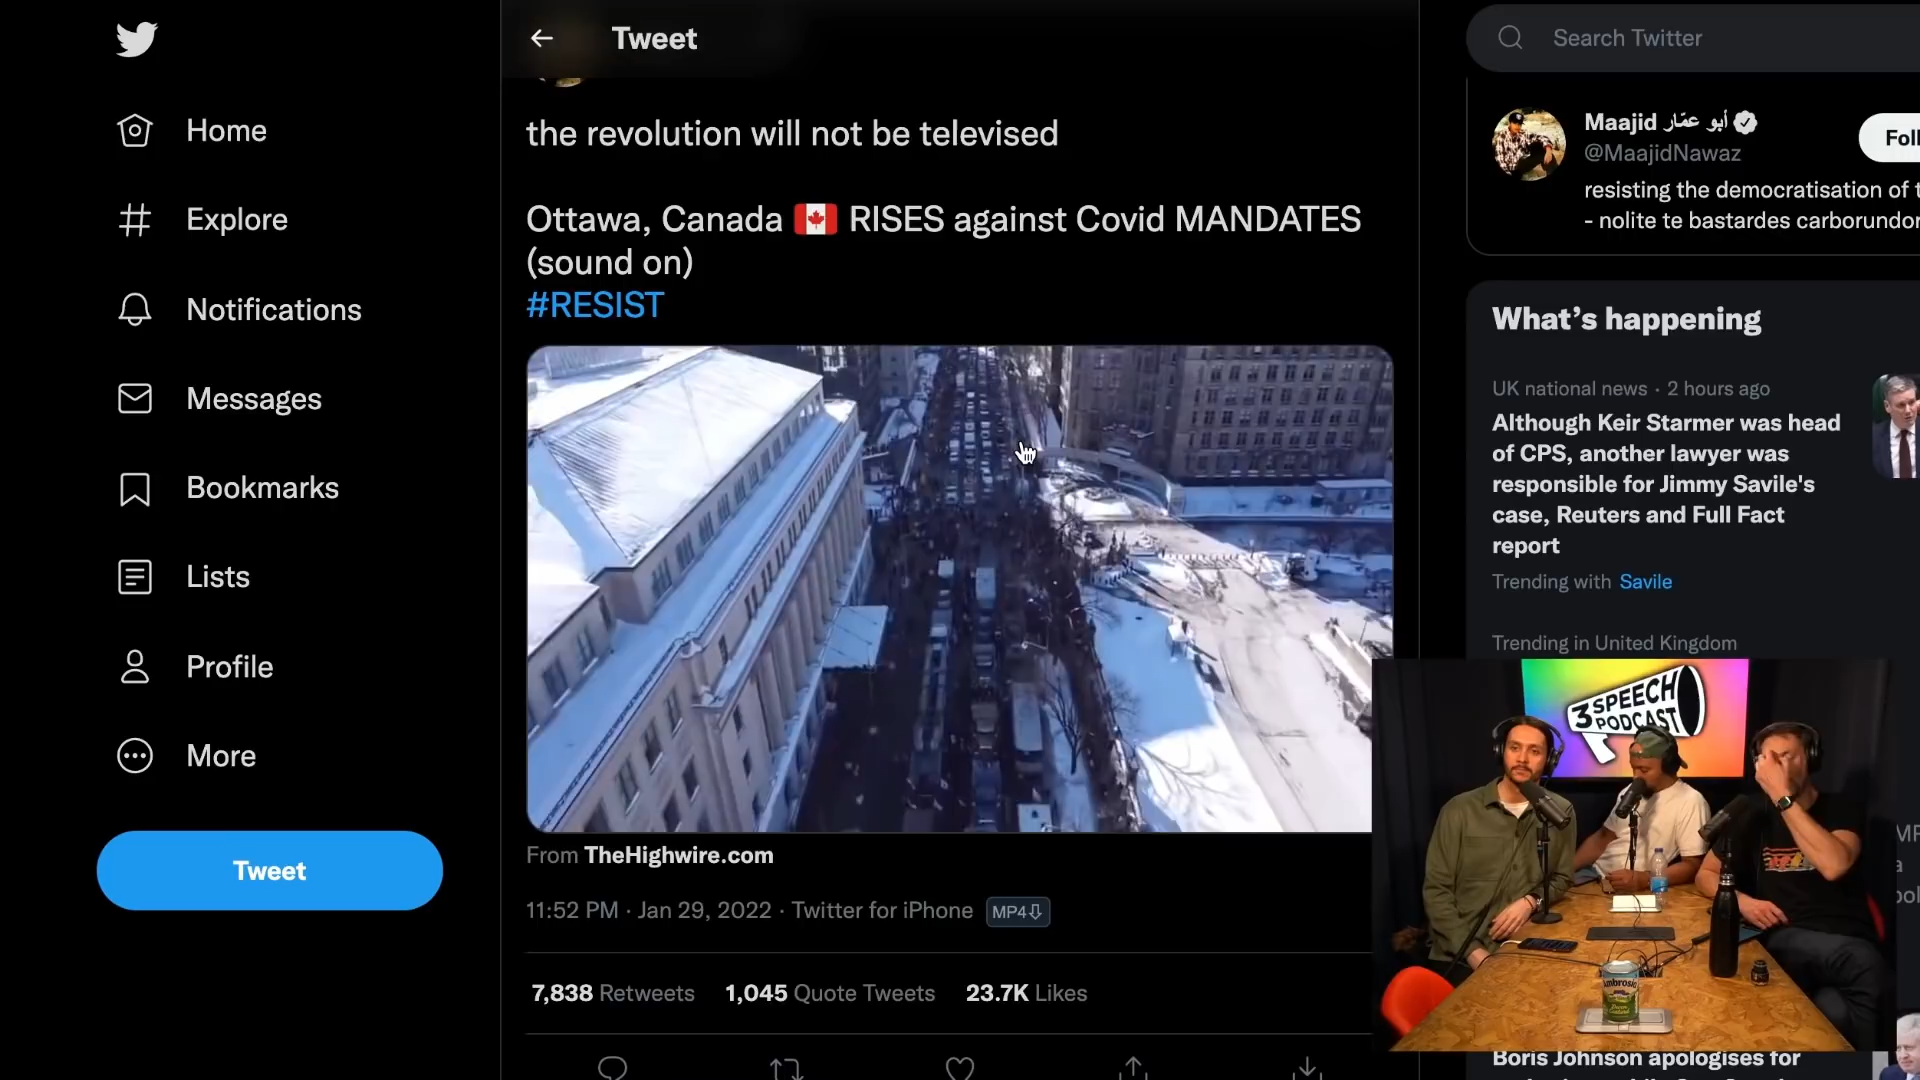 Home
Explore
Notifications
Messages
Bookmarks
Lists
Profile
More
Tweet
Tweet
the revolution will not be televised
Ottawa, Canada 🇨🇦 RISES against Covid MANDATES
(sound on)
#RESIST
From TheHighwire.com
11:52 PM · Jan 29, 2022 · Twitter for iPhone MP4
7,838 Retweets 1,045 Quote Tweets 23.7K Likes
Search Twitter
Maajid أبو عمّار
@MaajidNawaz
Foll
resisting the democratisation of t
- nolite te bastardes carborundor
What's happening
UK national news · 2 hours ago
Although Keir Starmer was head
of CPS, another lawyer was
responsible for Jimmy Savile's
case, Reuters and Full Fact
report
Trending with Savile
Trending in United Kingdom
3 SPEECH
PODCAST
Ambrosia
Boris Johnson apologises for